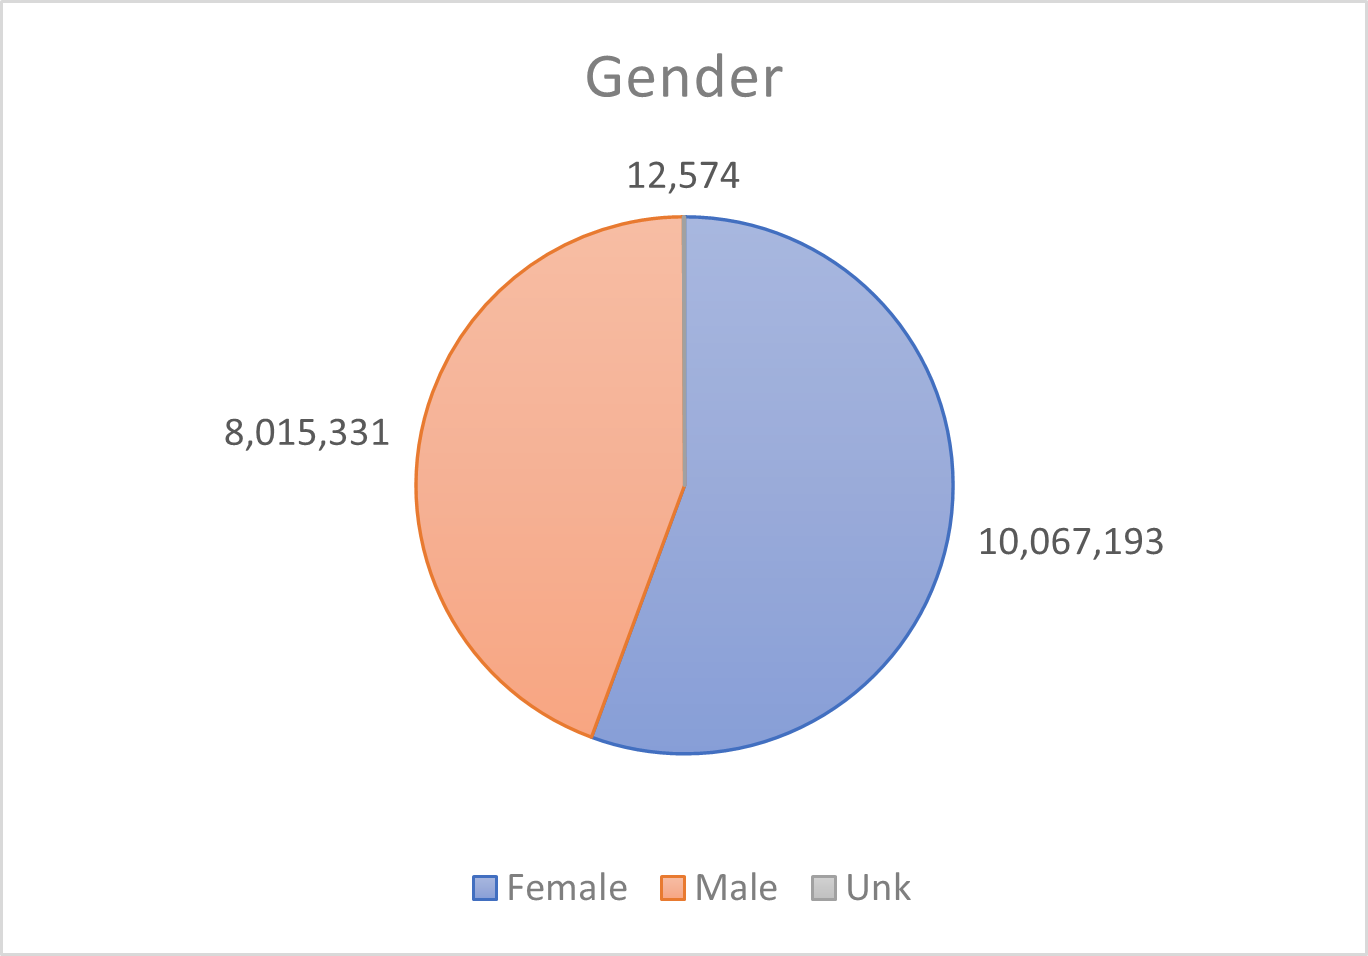 Gender
12,574
8,015,331
10,067,193
Female Male Unk